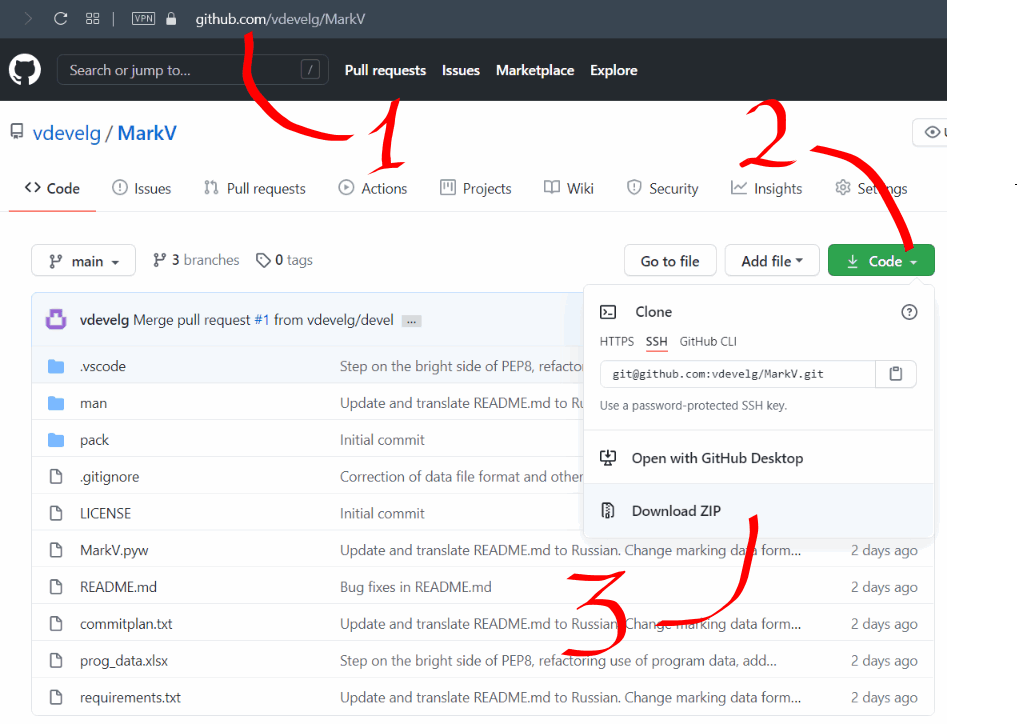 VPN github.com/vdevelg/MarkV
Search or jump to... / Pull requests Issues Marketplace Explore
1
2
vdevelg / MarkV
Code Issues Pull requests Actions Projects Wiki Security Insights Settings
main 3 branches 0 tags Go to file Add file Code
vdevelg Merge pull request #1 from vdevelg/devel ...
Clone
HTTPS SSH GitHub CLI
git@github.com:vdevelg/MarkV.git
Use a password-protected SSH key.
Open with GitHub Desktop
Download ZIP
.vscode Step on the bright side of PEP8, refacto
man Update and translate README.md to Ru
pack Initial commit
.gitignore Correction of data file format and other
LICENSE Initial commit
MarkV.pyw Update and translate README.md to Russian. Change marking data form... 2 days ago
3
README.md Bug fixes in README.md 2 days ago
commitplan.txt Update and translate README.md to Russian. Change marking data form... 2 days ago
prog_data.xlsx Step on the bright side of PEP8, refactoring use of program data, add... 2 days ago
requirements.txt Update and translate README.md to Russian. Change marking data form... 2 days ago